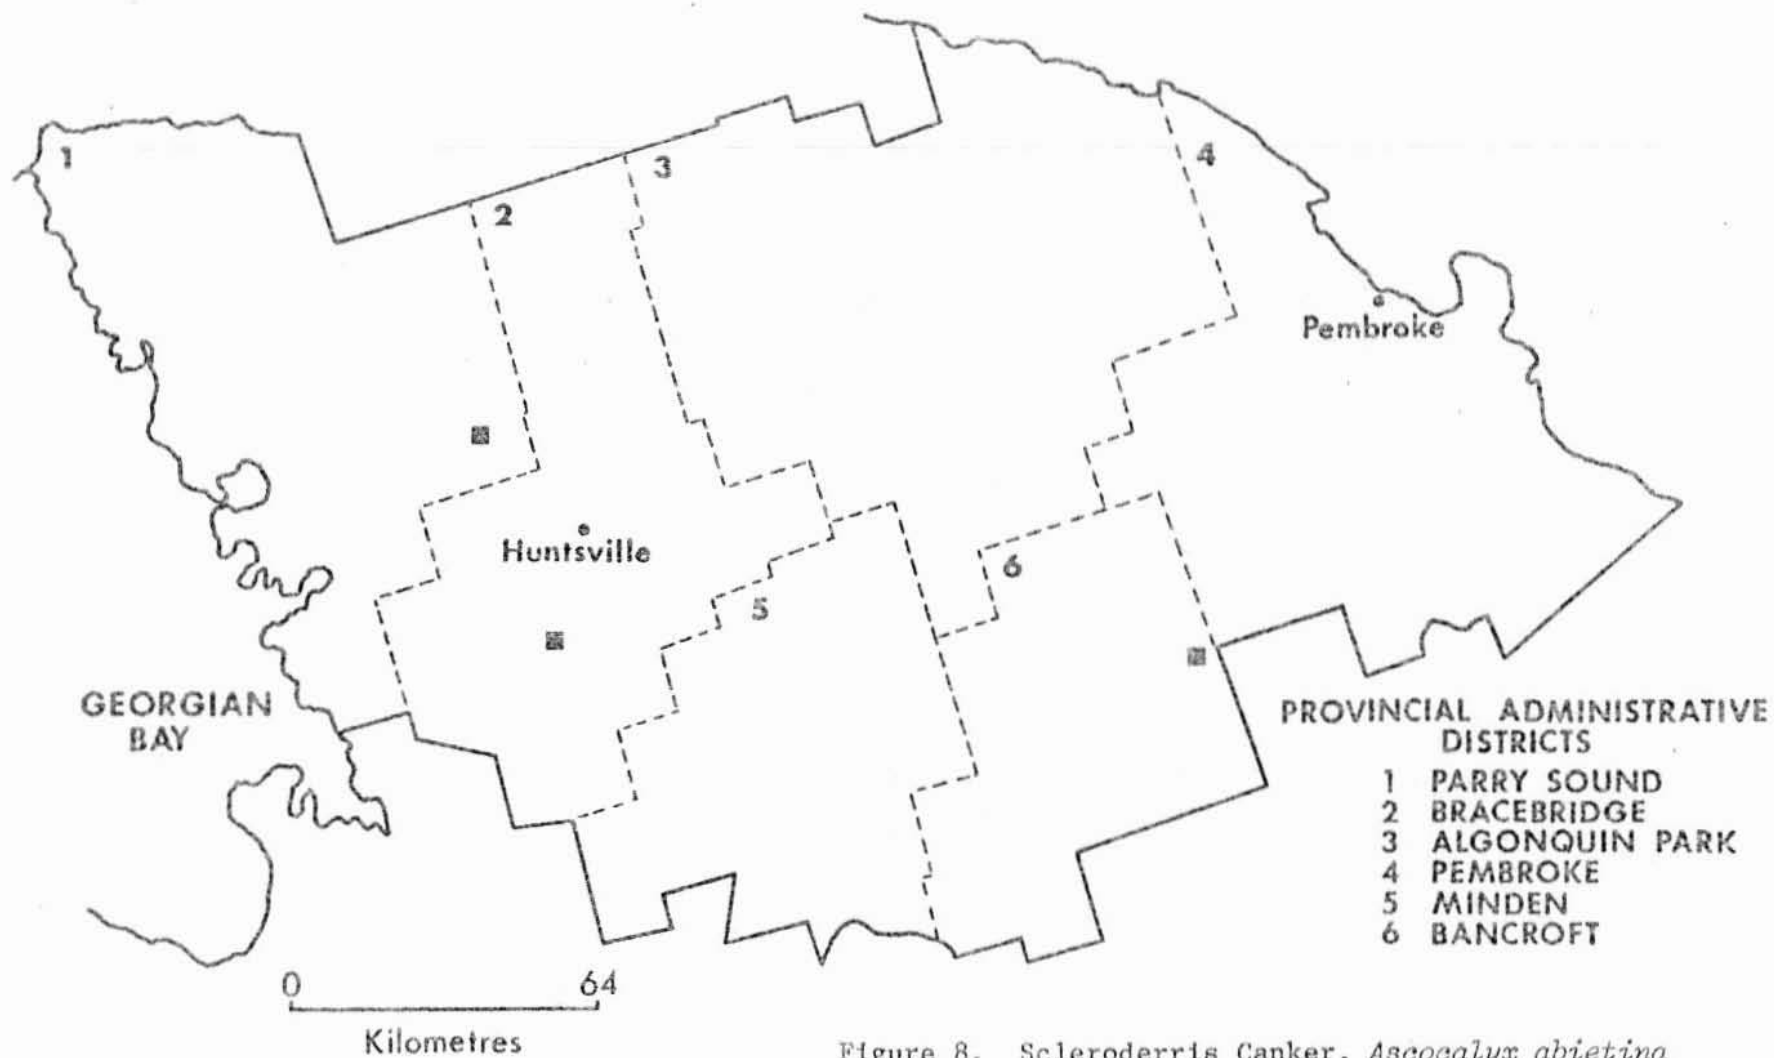 1
2
3
4
Pembroke
Huntsville
5
6
GEORGIAN
BAY
PROVINCIAL ADMINISTRATIVE
DISTRICTS
1 PARRY SOUND
2 BRACEBRIDGE
3 ALGONQUIN PARK
4 PEMBROKE
5 MINDEN
6 BANCROFT
0 64
Kilometres
Figure 8. Scleroderris Canker, Ascocalyx abietina